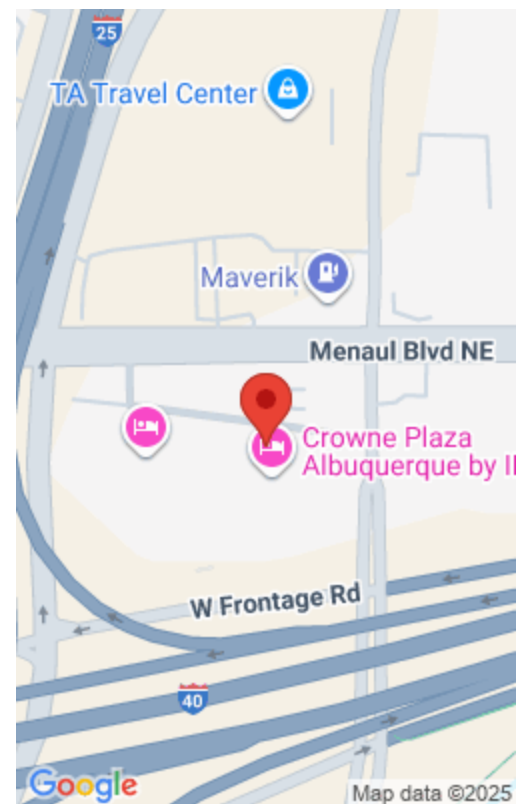 25
TA Travel Center
Maverik
Menaul Blvd NE
Crowne Plaza
Albuquerque by I
W Frontage Rd
40
Google
Map data ©2025